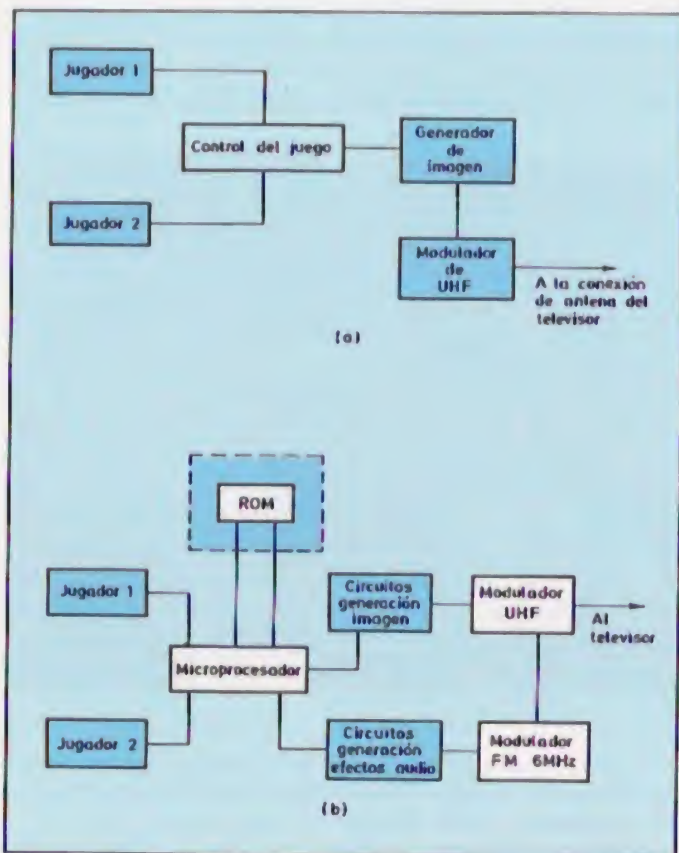 Jugador 1
Control del juego
Generador
de
imagen
Jugador 2
Modulador
de
UHF
A la conexión
de antena del
televisor
(a)
ROM
Jugador 1
Circuitos
generación
imagen
Modulador
UHF
Al
televisor
Microprocesador
Jugador 2
Circuitos
generación
efectos audio
Modulador
FM 6MHz
(b)